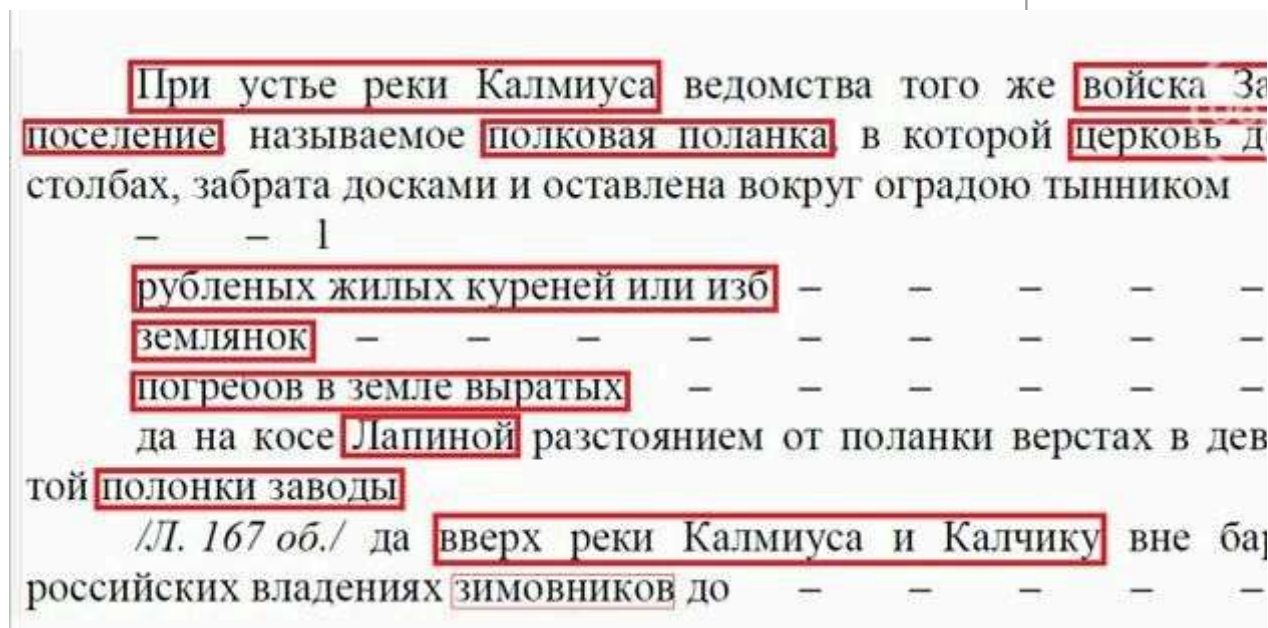 При устье реки Калмиуса ведомства того же войска
поселение, называемое полковая поланка, в которой церковь
столбах, забрата досками и оставлена вокруг оградою тынником
– – 1
рубленых жилых куреней или изб – – – – –
землянок – – – – – – – – –
погребов в земле выратых – – – – – –
да на косе Лапиной разстоянием от поланки верстах в
той полонки заводы
/Л. 167 об./ да вверх реки Калмиуса и Калчику вне
российских владениях зимовников до – – – – –